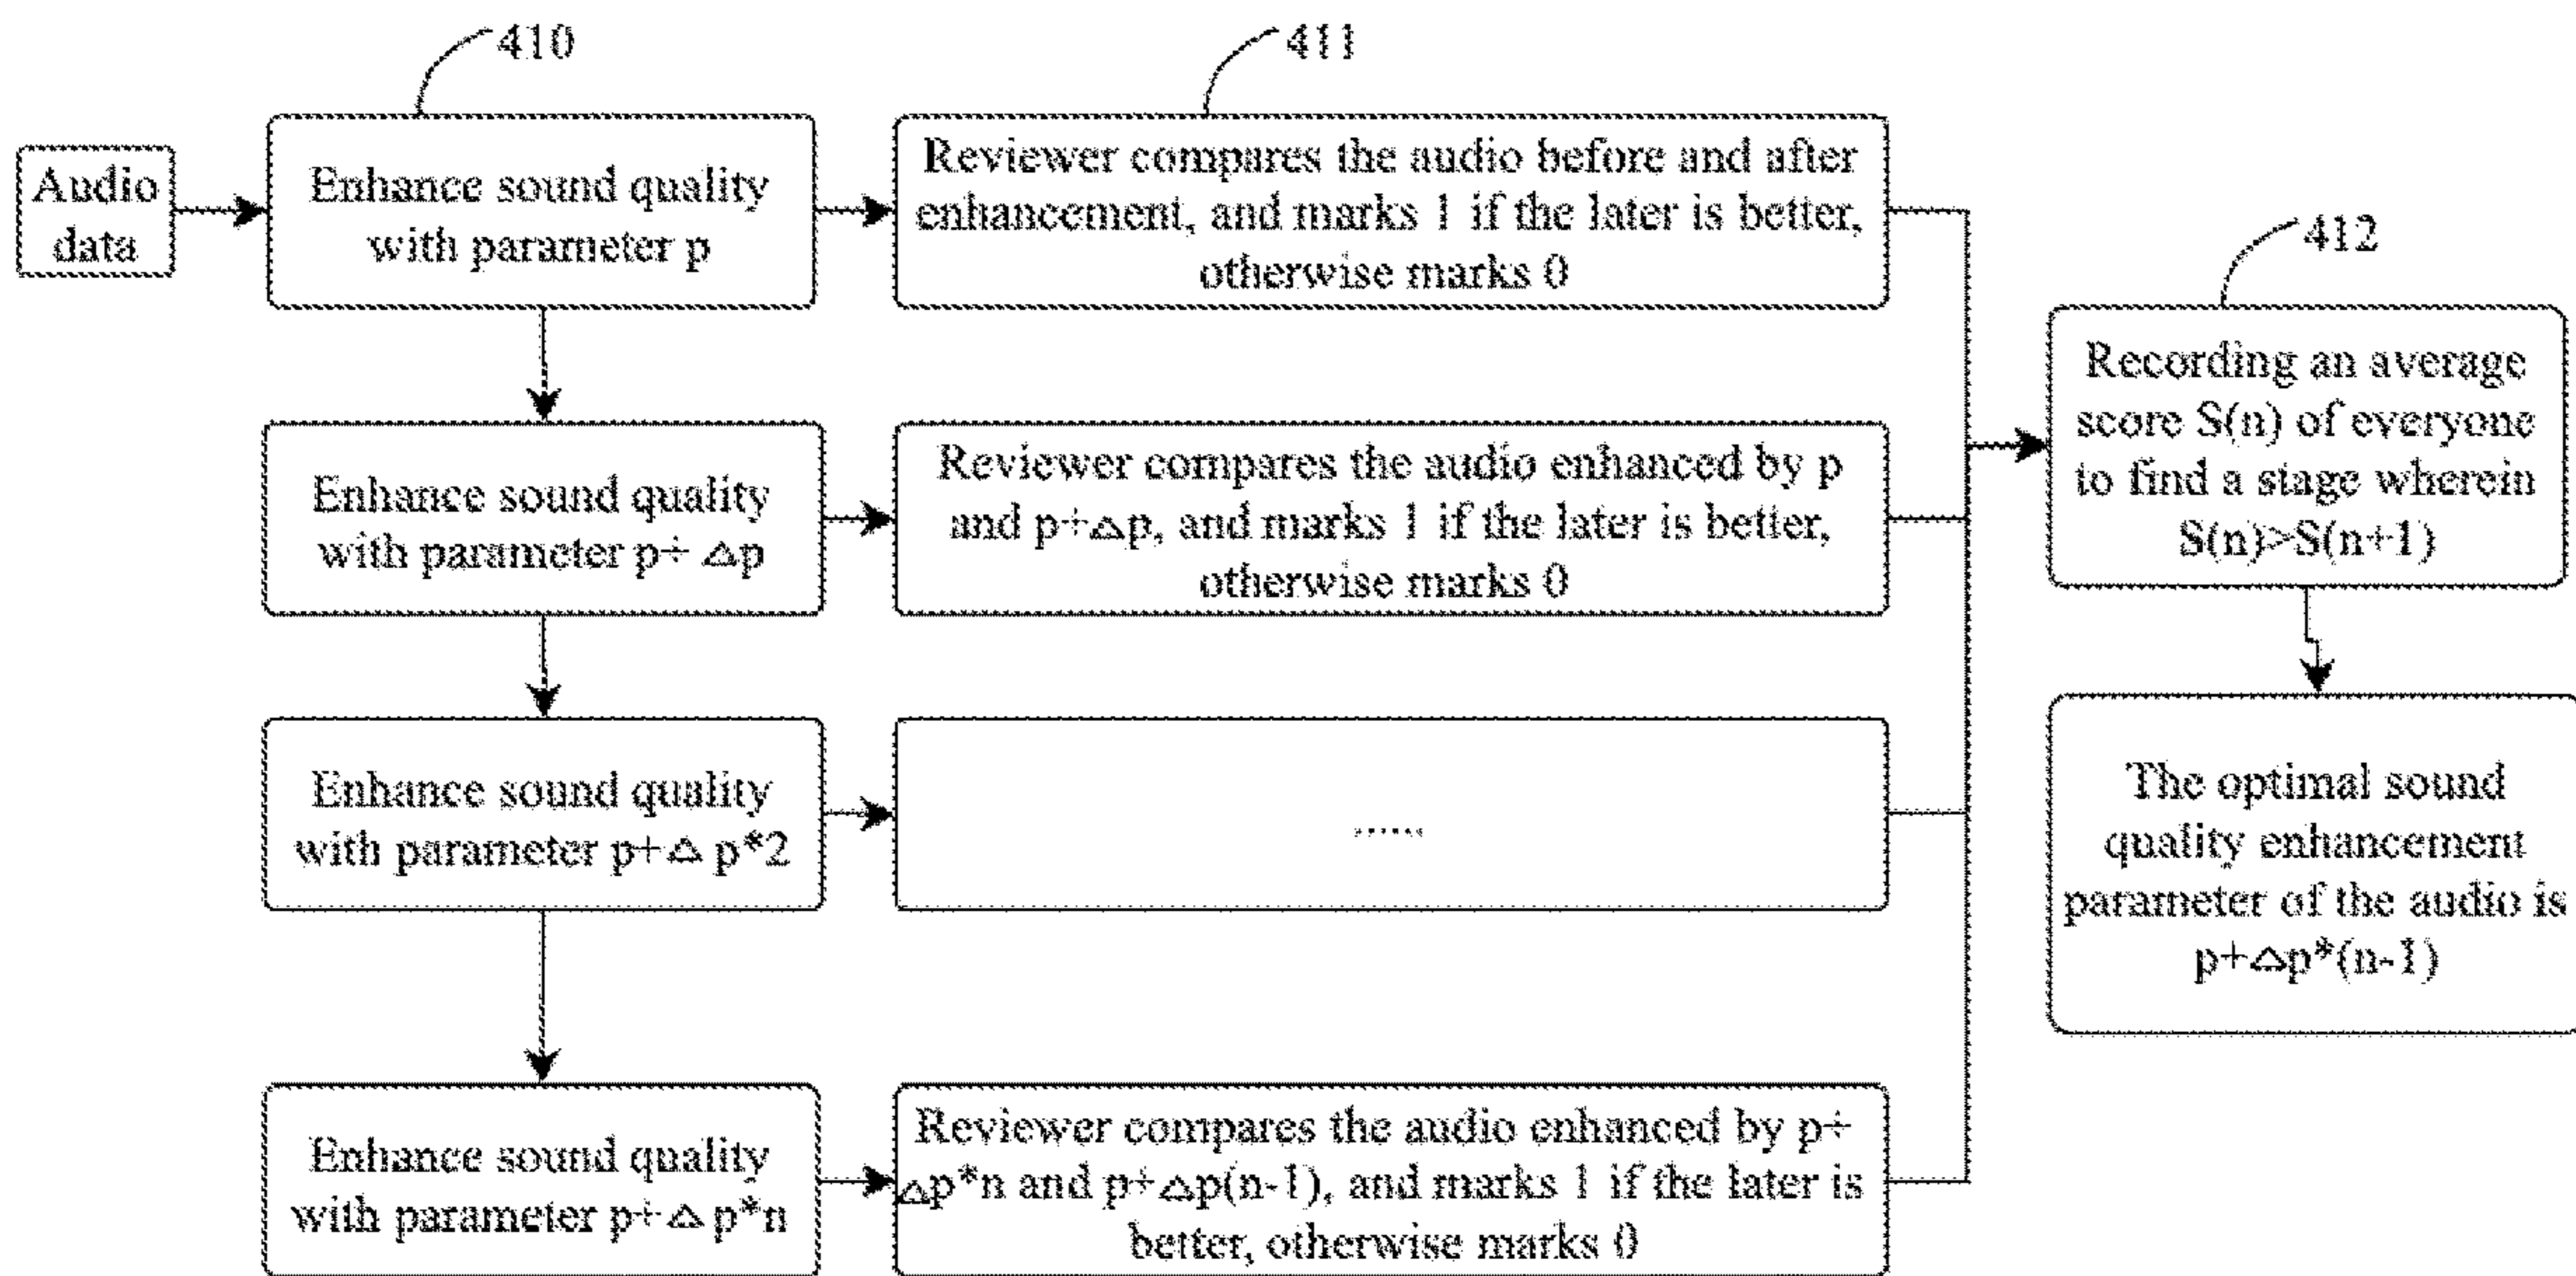 410
411
Audio
data
Enhance sound quality
with parameter p
Reviewer compares the audio before and after
enhancement, and marks 1 if the later is better,
otherwise marks 0
412
Enhance sound quality
with parameter p+ △p
Reviewer compares the audio enhanced by p
and p+△p, and marks 1 if the later is better,
otherwise marks 0
Recording an average
score S(n) of everyone
to find a stage wherein
S(n)>S(n+1)
Enhance sound quality
with parameter p+△ p*2
......
The optimal sound
quality enhancement
parameter of the audio is
p+△p*(n-1)
Enhance sound quality
with parameter p+△ p*n
Reviewer compares the audio enhanced by p+
△p*n and p+△p(n-1), and marks 1 if the later is
better, otherwise marks 0